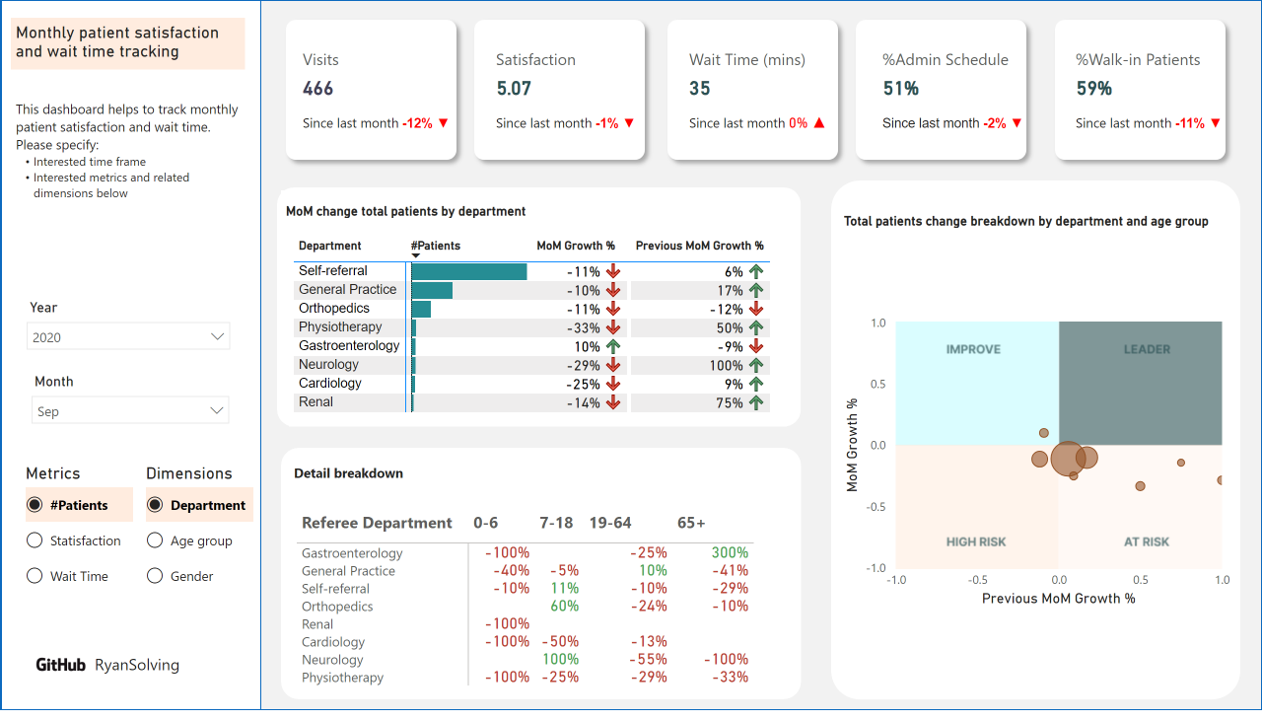 Monthly patient satisfaction
and wait time tracking
This dashboard helps to track monthly
patient satisfaction and wait time.
Please specify:
• Interested time frame
• Interested metrics and related
dimensions below
Year
2020
Month
Sep
Metrics Dimensions
#Patients Department
Statisfaction Age group
Wait Time Gender
GitHub RyanSolving
Visits
466
Since last month -12% ▼
Satisfaction
5.07
Since last month -1% ▼
Wait Time (mins)
35
Since last month 0% ▲
%Admin Schedule
51%
Since last month -2% ▼
%Walk-in Patients
59%
Since last month -11% ▼
MoM change total patients by department
Department #Patients MoM Growth % Previous MoM Growth %
Self-referral -11% 6%
General Practice -10% 17%
Orthopedics -11% -12%
Physiotherapy -33% 50%
Gastroenterology 10% -9%
Neurology -29% 100%
Cardiology -25% 9%
Renal -14% 75%
Detail breakdown
Referee Department 0-6 7-18 19-64 65+
Gastroenterology -100% -25% 300%
General Practice -40% -5% 10% -41%
Self-referral -10% 11% -10% -29%
Orthopedics 60% -24% -10%
Renal -100%
Cardiology -100% -50% -13%
Neurology 100% -55% -100%
Physiotherapy -100% -25% -29% -33%
Total patients change breakdown by department and age group
MoM Growth %
1.0
0.5
0.0
-0.5
-1.0
IMPROVE LEADER
HIGH RISK AT RISK
-1.0 -0.5 0.0 0.5 1.0
Previous MoM Growth %